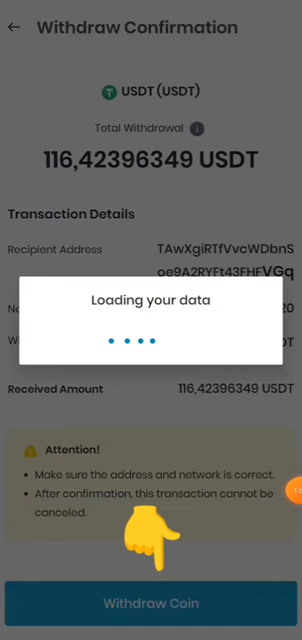 Withdraw Confirmation
USDT (USDT)
Total Withdrawal
116,42396349 USDT
Transaction Details
Recipient Address
TAwXgiRTfVvcWDbnS
oe9A2RYFt43FHFVGq
Loading your data
Received Amount
116,42396349 USDT
Attention!
• Make sure the address and network is correct.
• After confirmation, this transaction cannot be
canceled.
Withdraw Coin